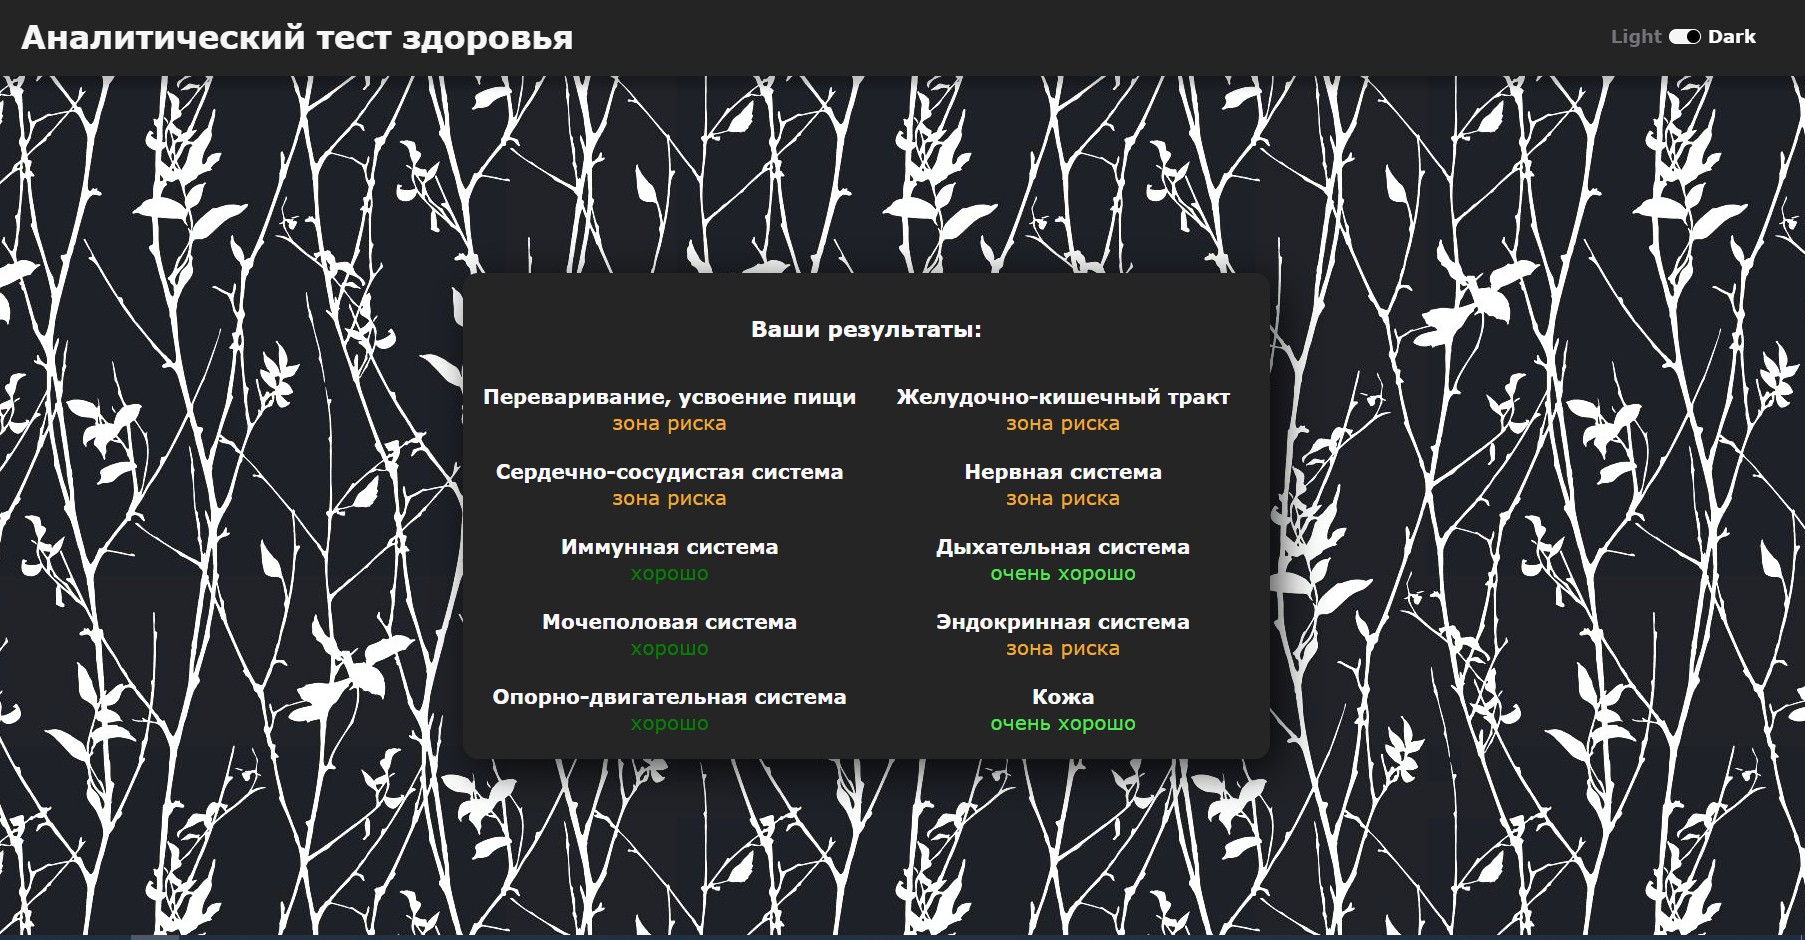 Аналитический тест здоровья
Light Dark
Ваши результаты:
Переваривание, усвоение пищи
зона риска
Желудочно-кишечный тракт
зона риска
Сердечно-сосудистая система
зона риска
Нервная система
зона риска
Иммунная система
хорошо
Дыхательная система
очень хорошо
Мочеполовая система
хорошо
Эндокринная система
зона риска
Опорно-двигательная система
хорошо
Кожа
очень хорошо